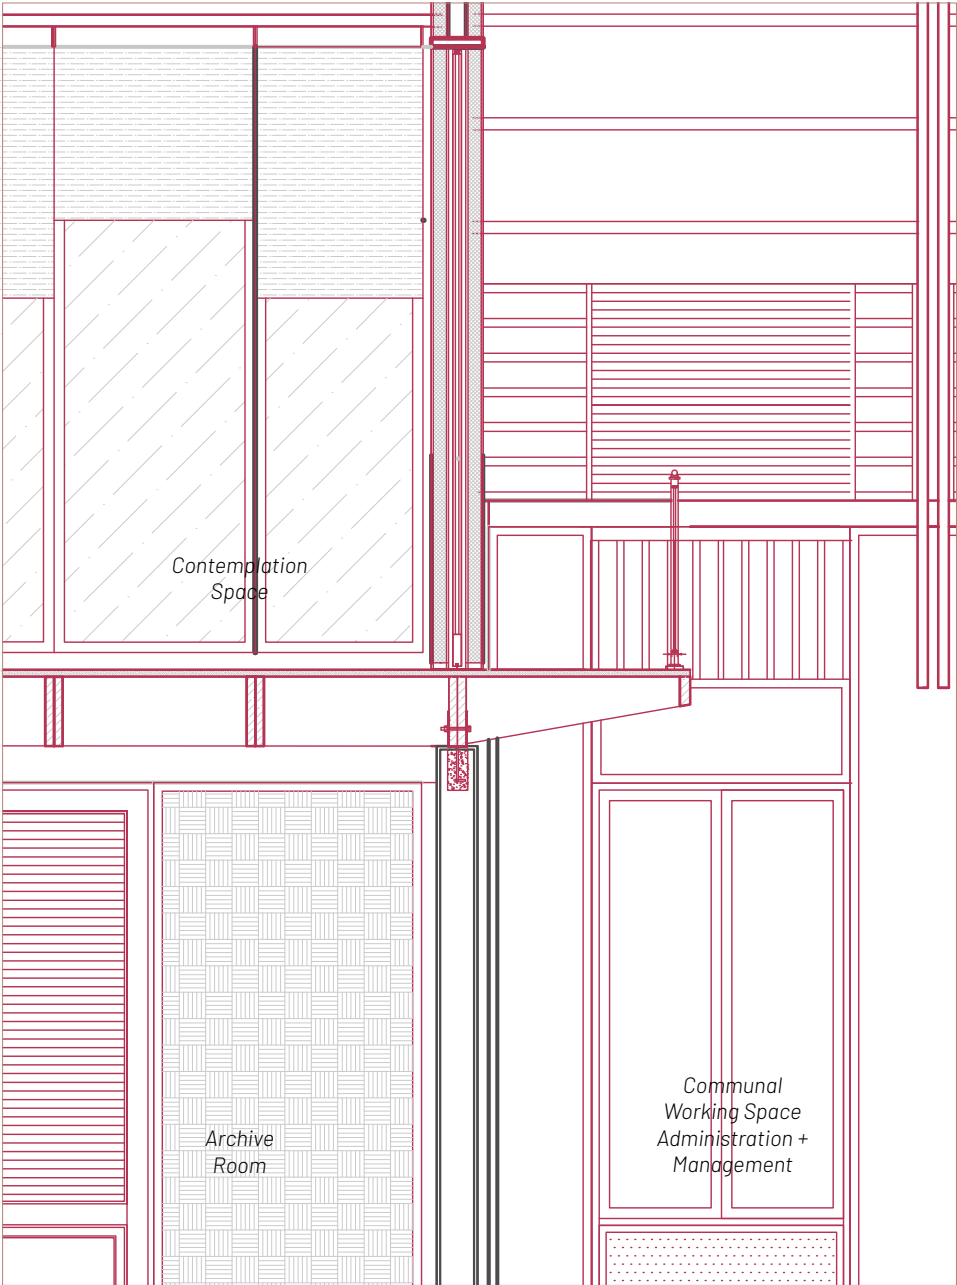 Contemplation
Space
Communal
Working Space
Administration +
Management
Archive
Room